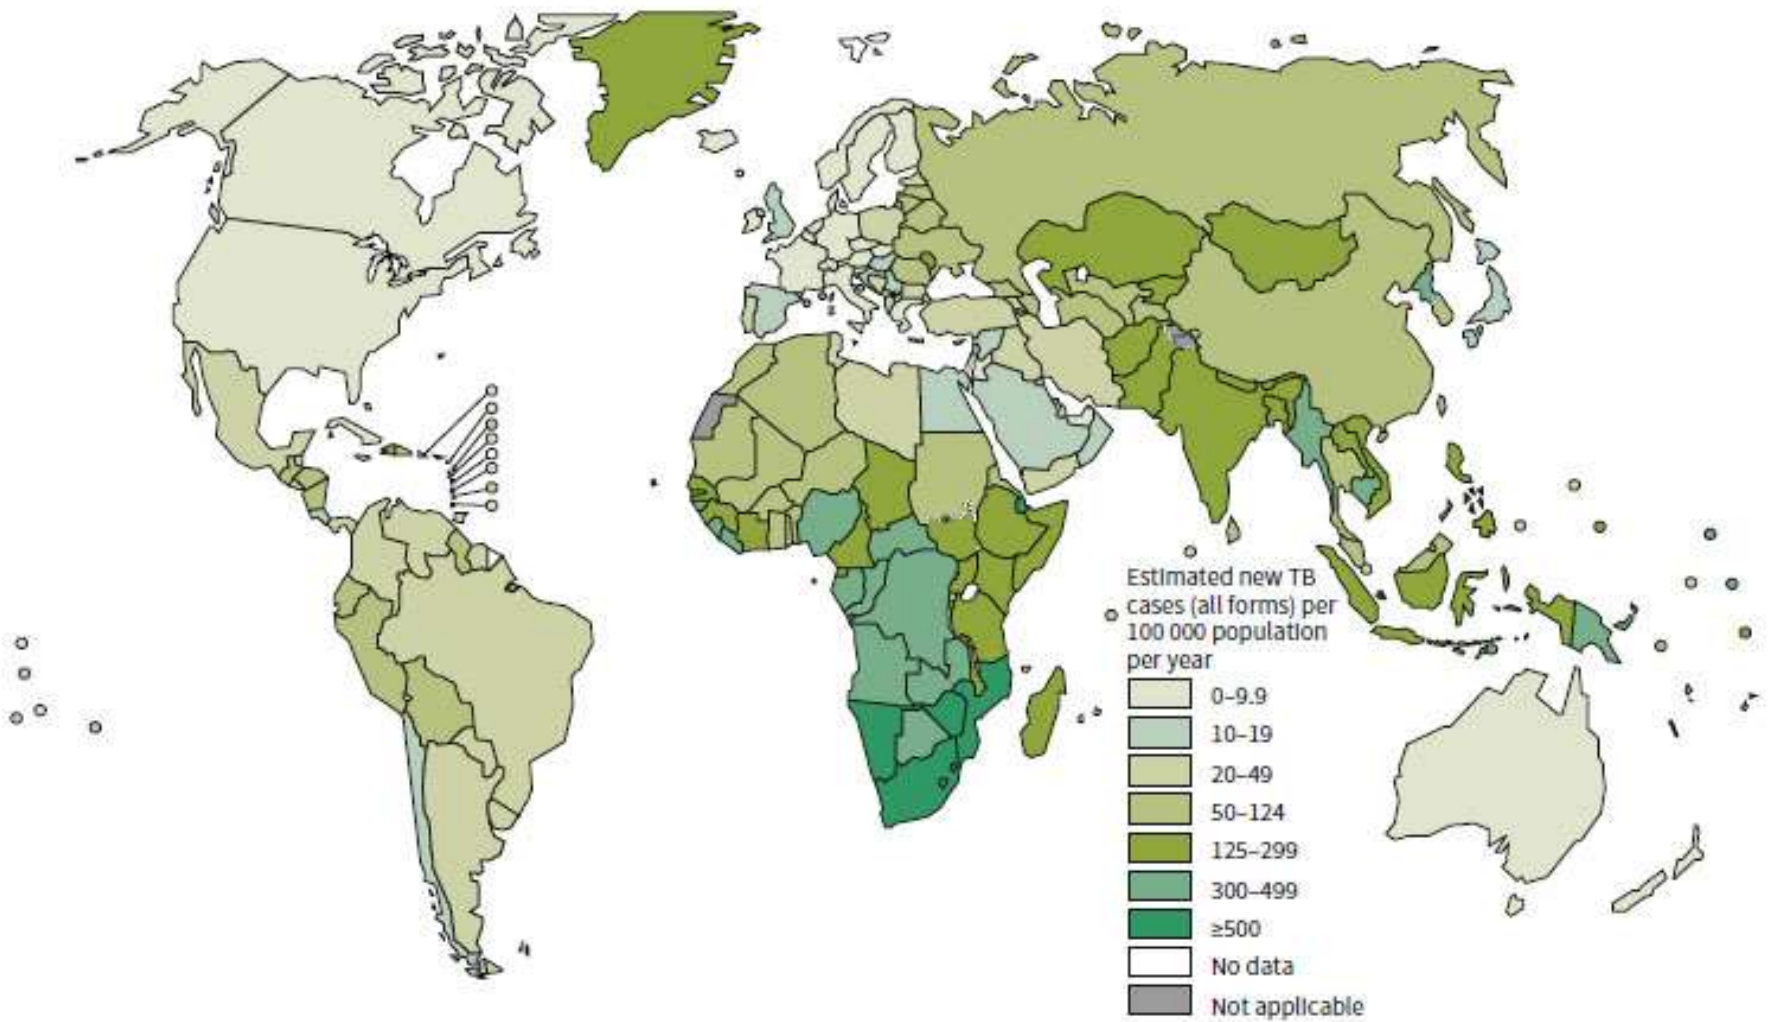 Estimated new TB
cases (all forms) per
100 000 population
per year
0–9.9
10–19
20–49
50–124
125–299
300–499
≥500
No data
Not applicable